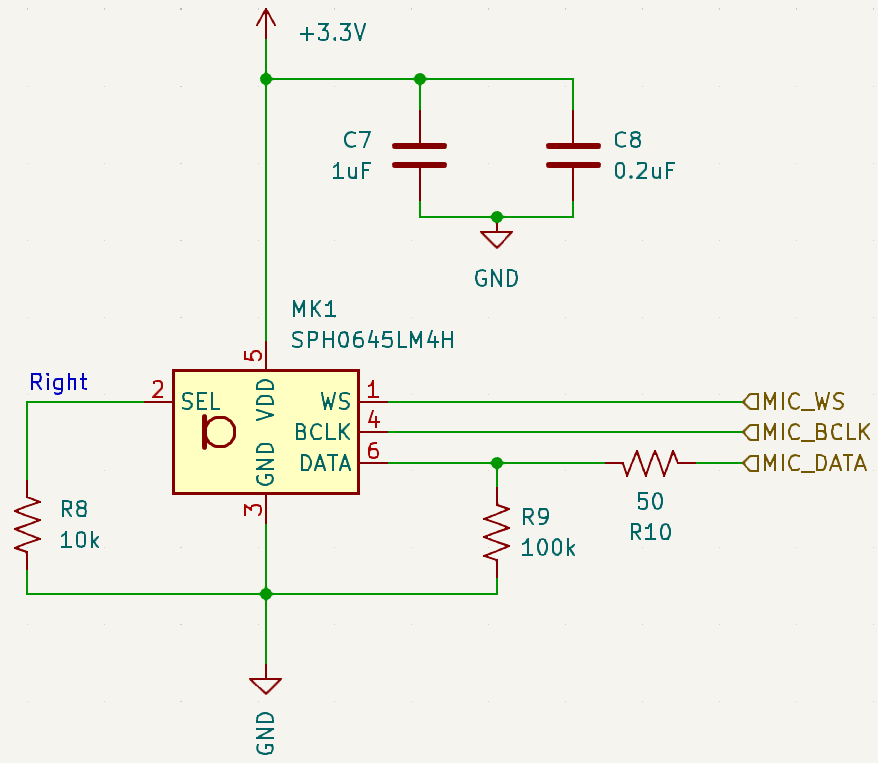 +3.3V
C7
1uF
C8
0.2uF
GND
MK1
SPH0645LM4H
5
Right
2
SEL
VDD
GND
WS
1
BCLK
4
DATA
6
MIC_WS
MIC_BCLK
MIC_DATA
3
R8
10k
R9
100k
50
R10
GND